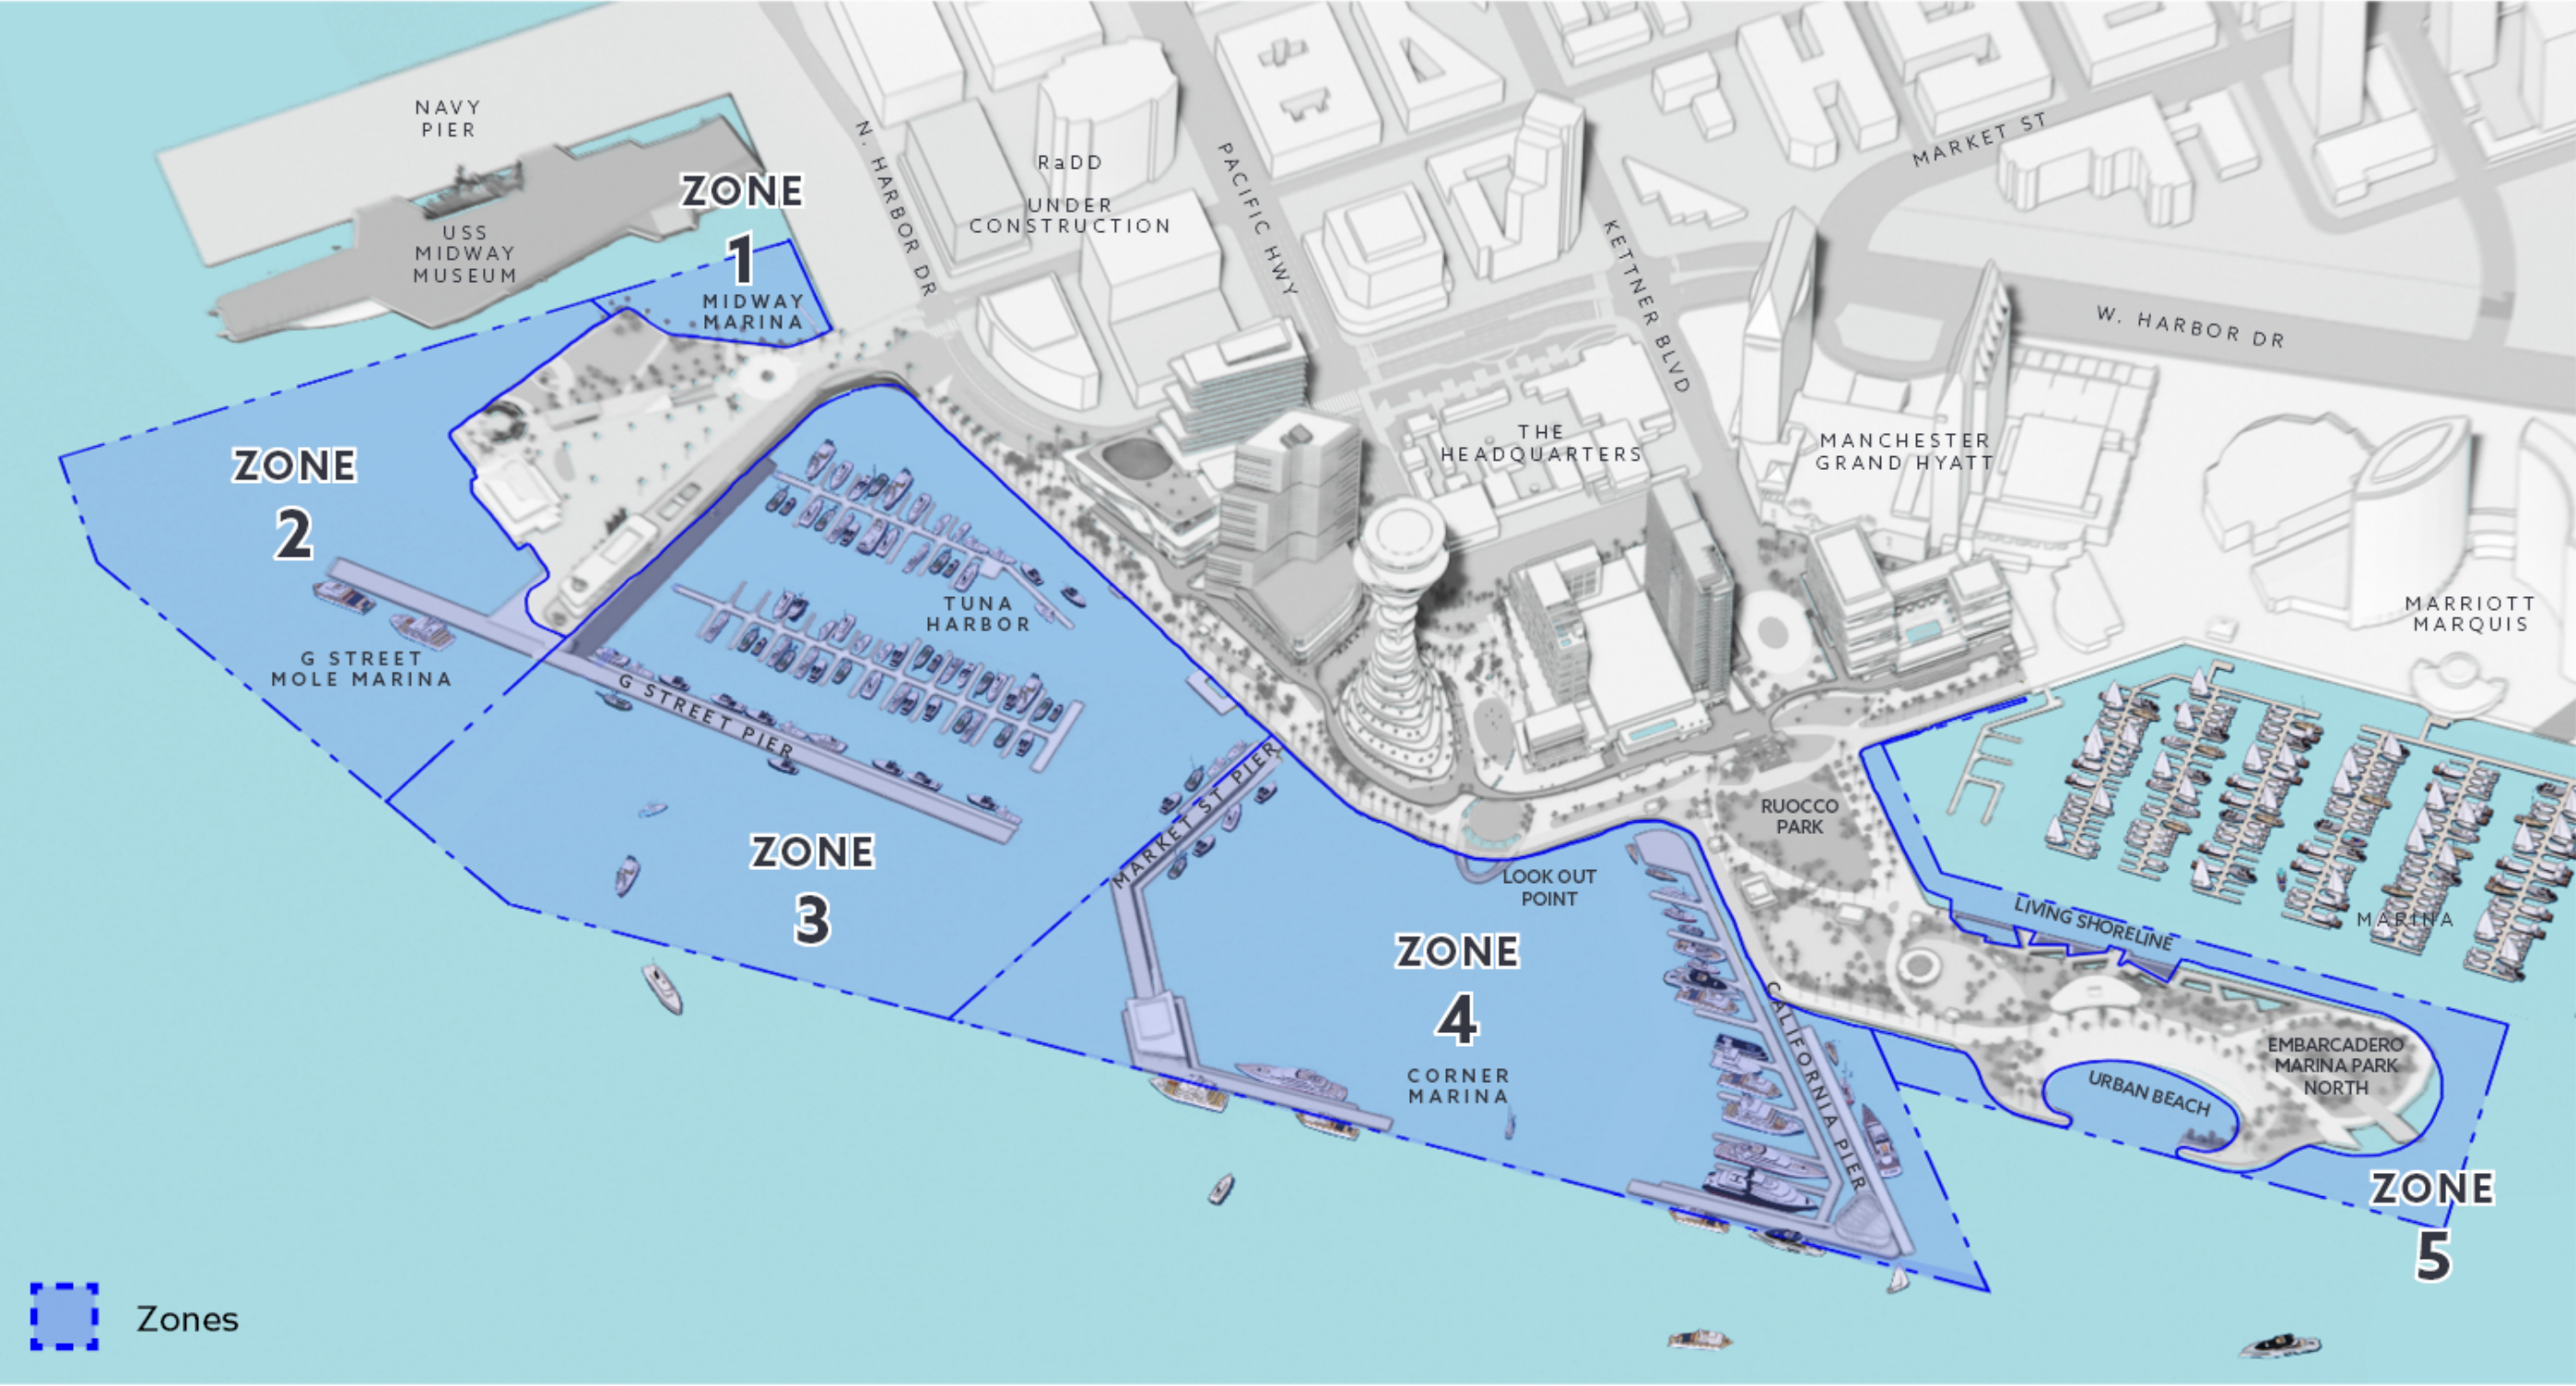 NAVY
PIER
USS
MIDWAY
MUSEUM
ZONE
1
MIDWAY
MARINA
N. HARBOR DR
RaDD
UNDER
CONSTRUCTION
PACIFIC HWY
KETTNER BLVD
MARKET ST
W. HARBOR DR
THE
HEADQUARTERS
MANCHESTER
GRAND HYATT
MARRIOTT
MARQUIS
ZONE
2
G STREET
MOLE MARINA
TUNA
HARBOR
G STREET PIER
ZONE
3
MARKET ST PIER
LOOK OUT
POINT
RUOCCO
PARK
ZONE
4
CORNER
MARINA
CALIFORNIA PIER
LIVING SHORELINE
MARINA
EMBARCADERO
MARINA PARK
NORTH
URBAN BEACH
ZONE
5
Zones